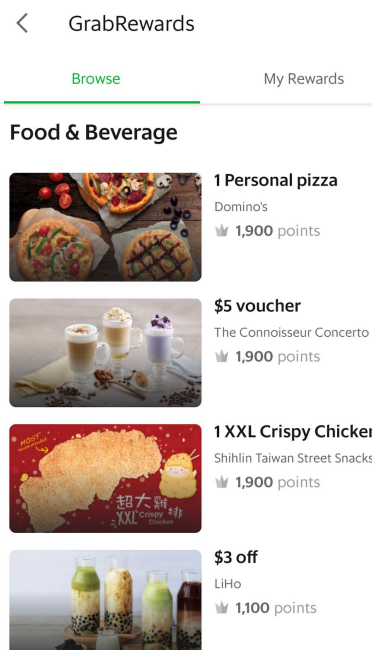 GrabRewards
Browse
My Rewards
Food & Beverage
1 Personal pizza
Domino's
1,900 points
$5 voucher
The Connoisseur Concerto
1,900 points
MOST
超大雞排
XXL Crispy
Chicken
1 XXL Crispy Chicken
Shihlin Taiwan Street Snacks
1,900 points
$3 off
LiHo
1,100 points